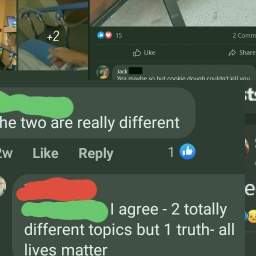 +2
15
2 Comm
Like
Share
Jack
Yea maybe so but cookie dough couldn't kill you
he two are really different
2w Like Reply 1
I agree - 2 totally
different topics but 1 truth- all
lives matter